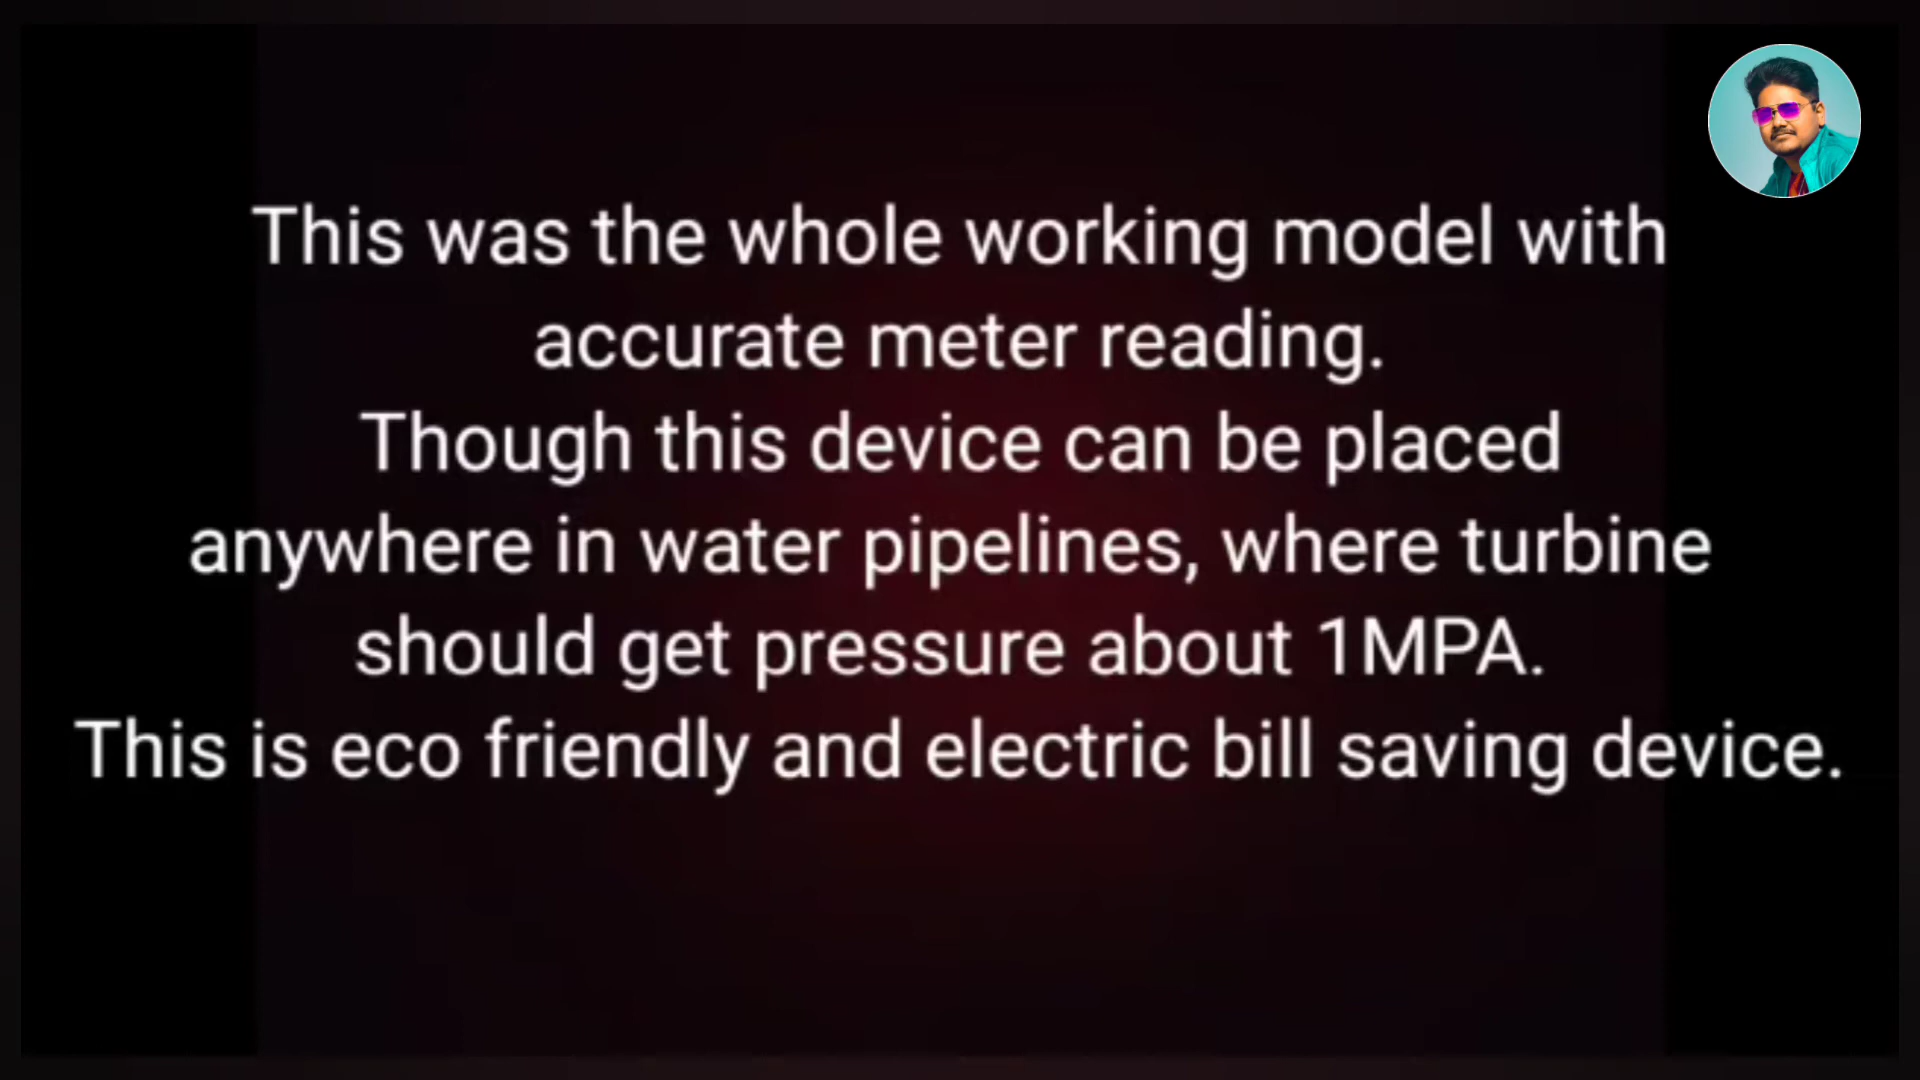 This was the whole working model with
accurate meter reading.
Though this device can be placed
anywhere in water pipelines, where turbine
should get pressure about 1MPA.
This is eco friendly and electric bill saving device.